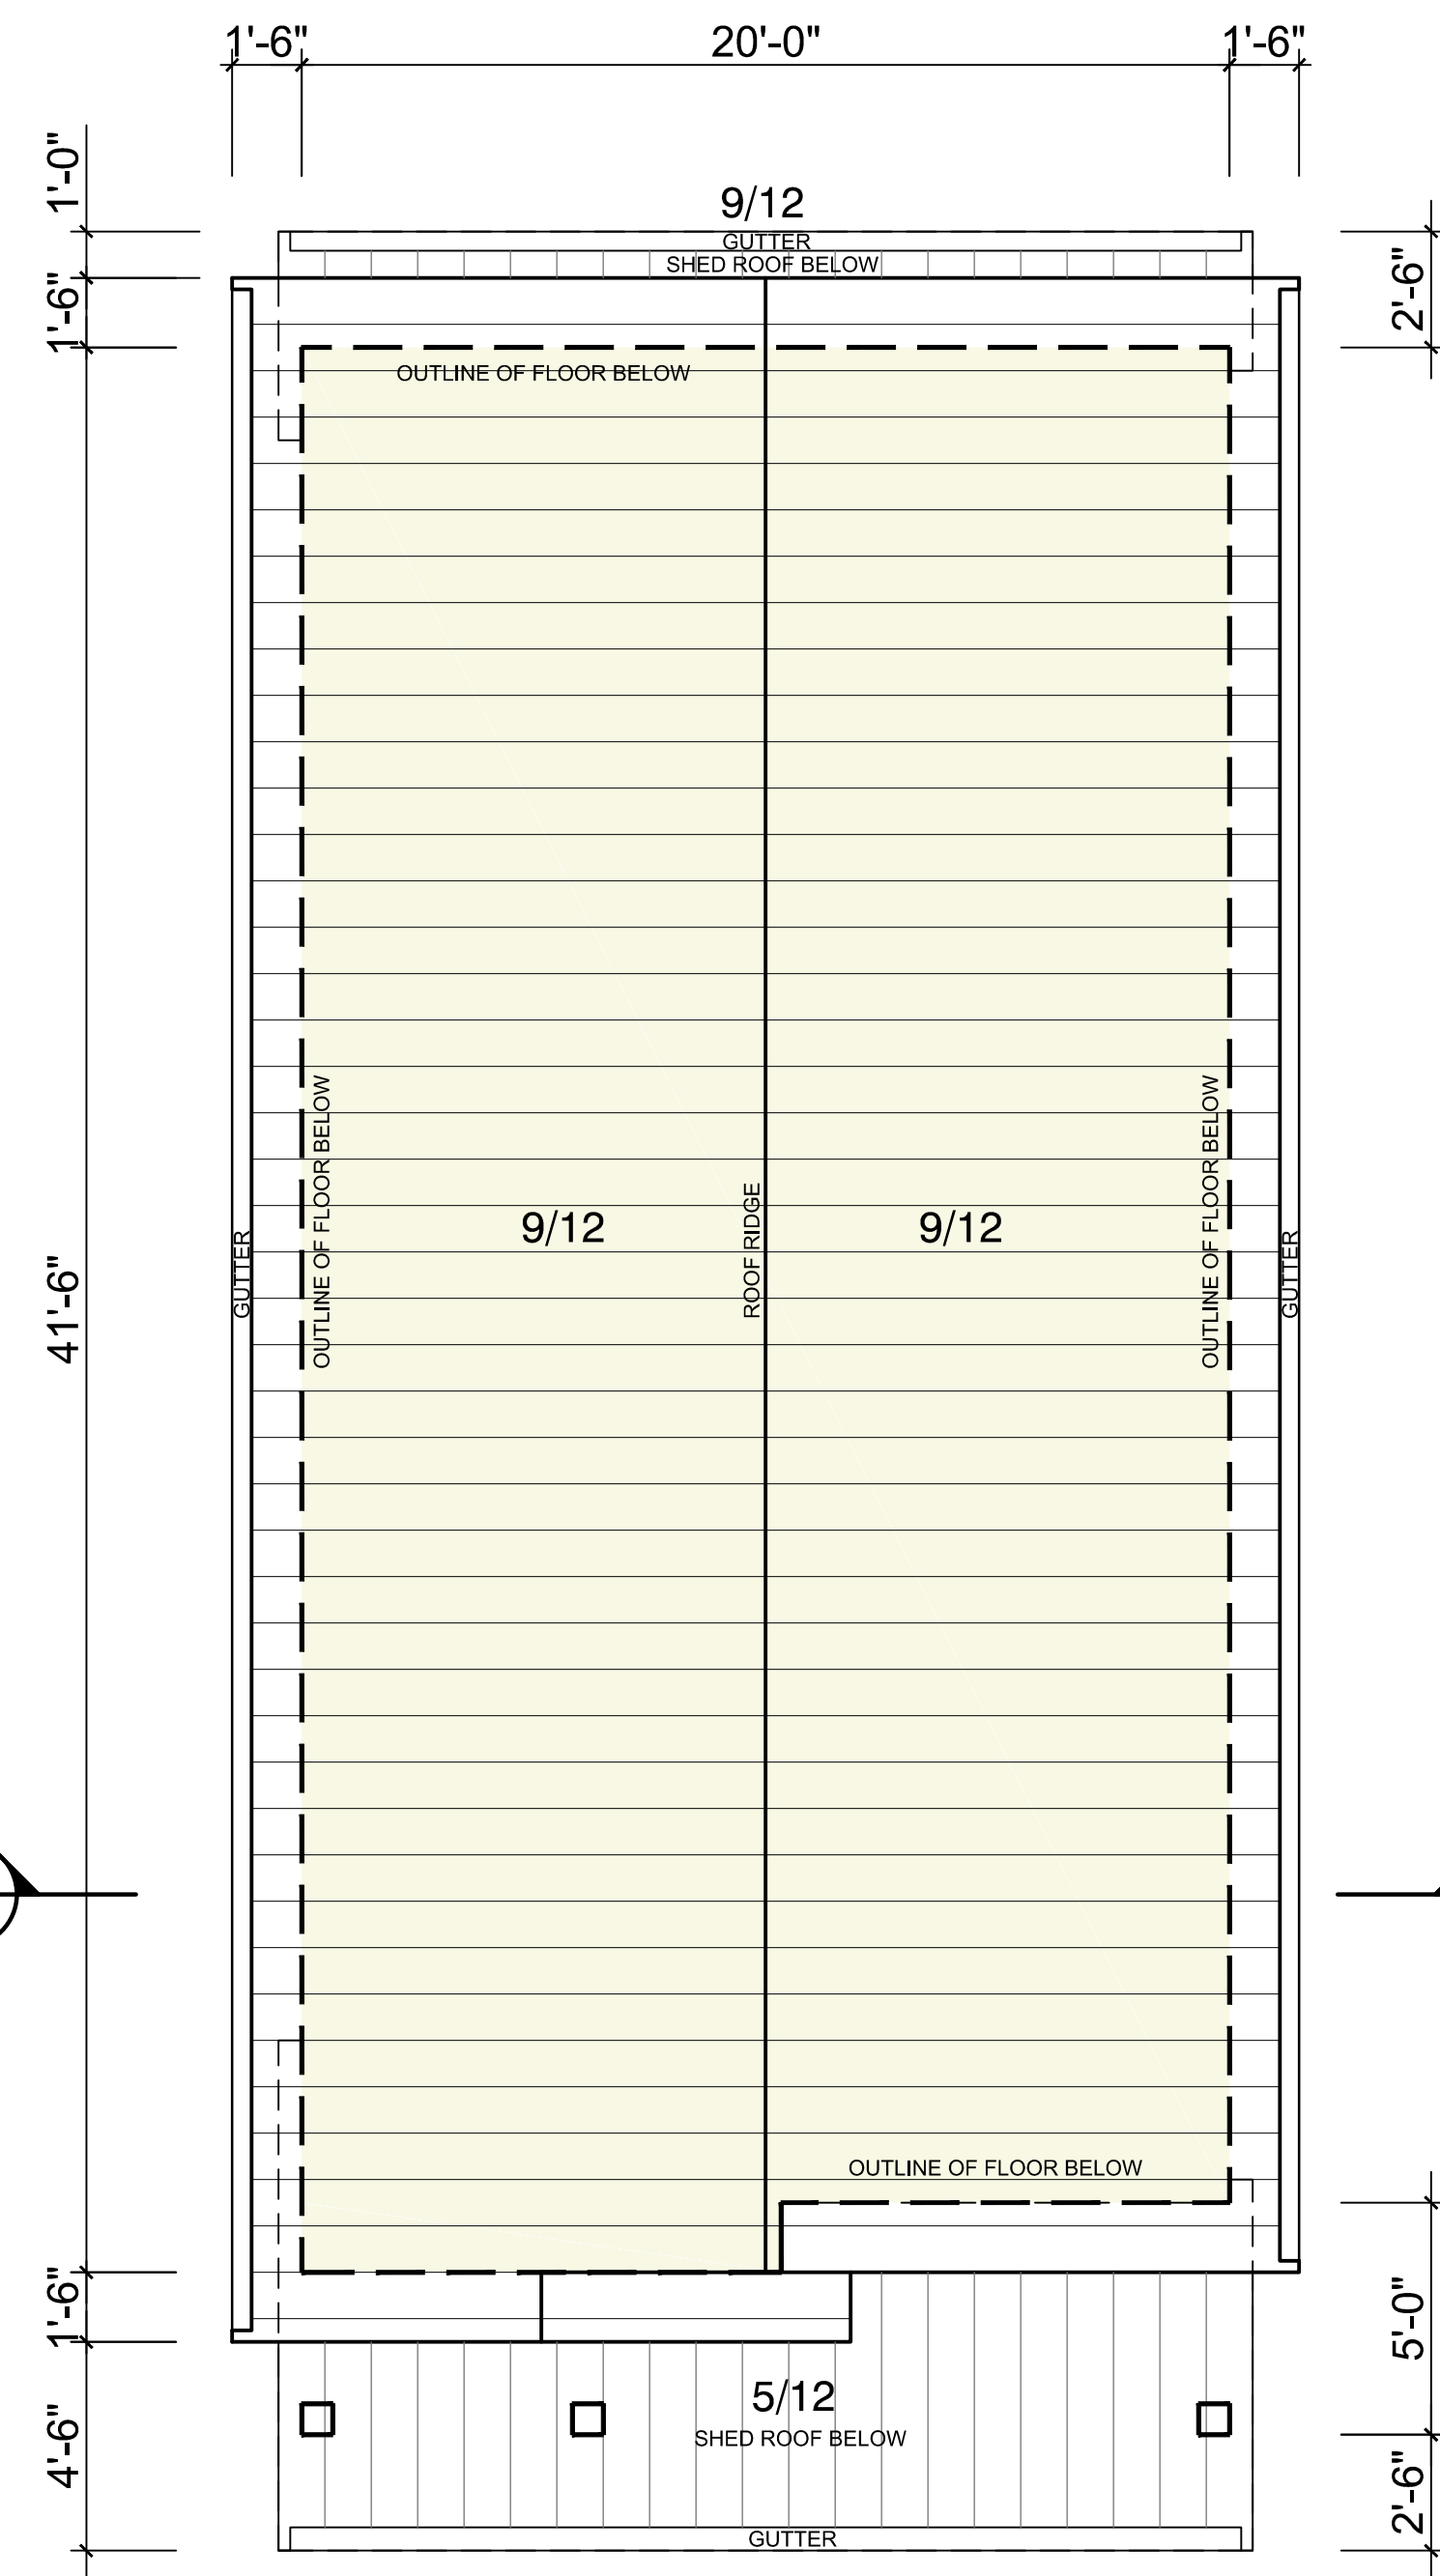 1'-6"
20'-0"
1'-6"
1'-0"
9/12
GUTTER
SHED ROOF BELOW
1'-6"
2'-6"
OUTLINE OF FLOOR BELOW
OUTLINE OF FLOOR BELOW
ROOF RIDGE
OUTLINE OF FLOOR BELOW
9/12
9/12
GUTTER
GUTTER
41'-6"
OUTLINE OF FLOOR BELOW
1'-6"
5'-0"
5/12
SHED ROOF BELOW
4'-6"
2'-6"
GUTTER